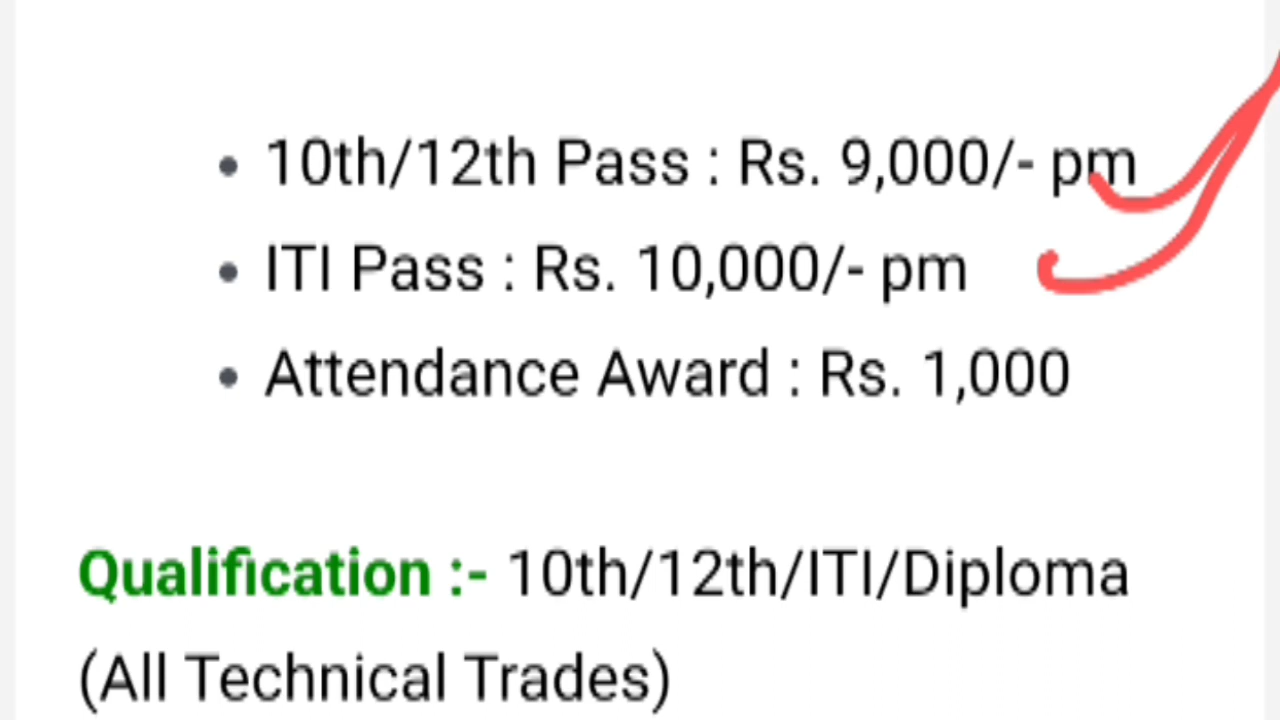 • 10th/12th Pass : Rs. 9,000/- pm
• ITI Pass : Rs. 10,000/- pm
• Attendance Award : Rs. 1,000
Qualification :- 10th/12th/ITI/Diploma
(All Technical Trades)